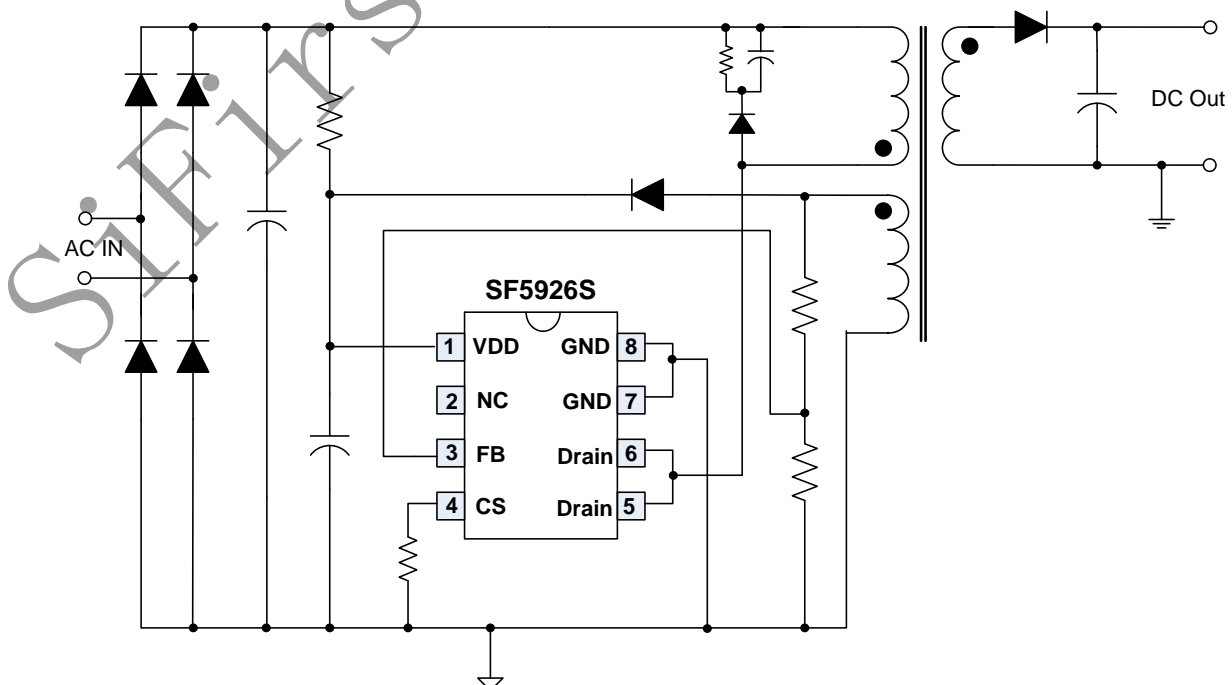 SiFirs
DC Out
AC IN
SF5926S
1 VDD GND 8
2 NC GND 7
3 FB Drain 6
4 CS Drain 5